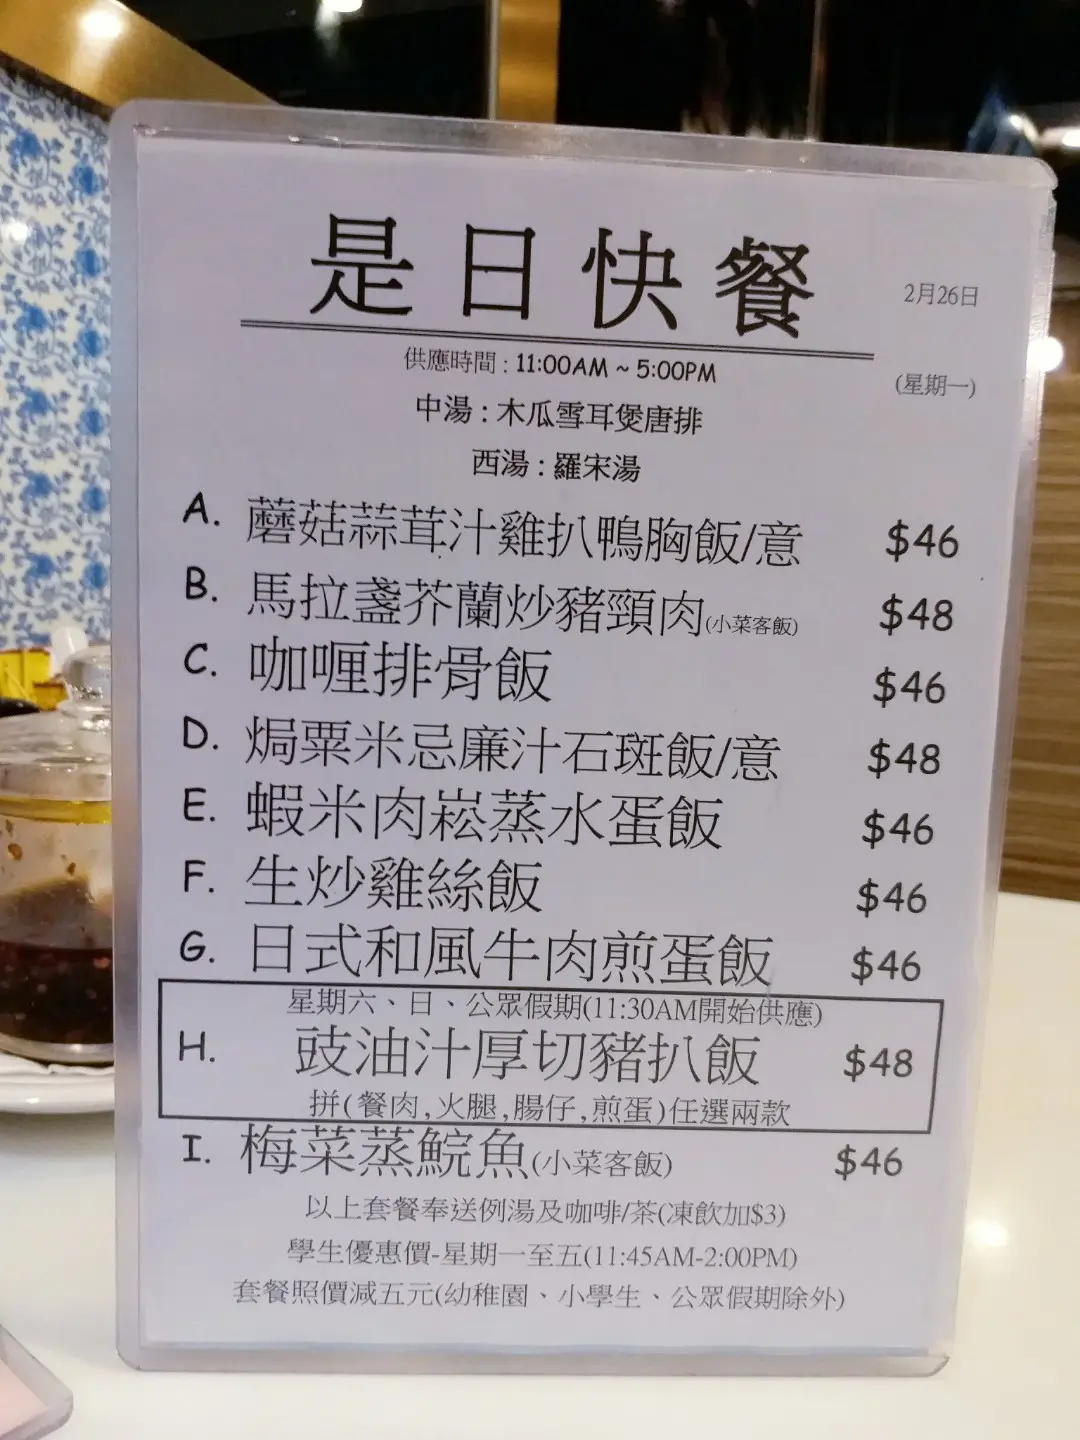 是日快餐
2月26日
供應時間 : 11:00AM ~ 5:00PM
(星期一)
中湯 : 木瓜雪耳煲唐排
西湯 : 羅宋湯
A. 蘑菇蒜茸汁雞扒鴨胸飯/意 $46
B. 馬拉盞芥蘭炒豬頸肉(小菜客飯) $48
C. 咖喱排骨飯 $46
D. 焗粟米忌廉汁石斑飯/意 $48
E. 蝦米肉崧蒸水蛋飯 $46
F. 生炒雞絲飯 $46
G. 日式和風牛肉煎蛋飯 $46
星期六、日、公眾假期(11:30AM開始供應)
H. 豉油汁厚切豬扒飯 $48
拼(餐肉,火腿,腸仔,煎蛋)任選兩款
I. 梅菜蒸鯇魚(小菜客飯) $46
以上套餐奉送例湯及咖啡/茶(凍飲加$3)
學生優惠價-星期一至五(11:45AM-2:00PM)
套餐照價減五元(幼稚園、小學生、公眾假期除外)